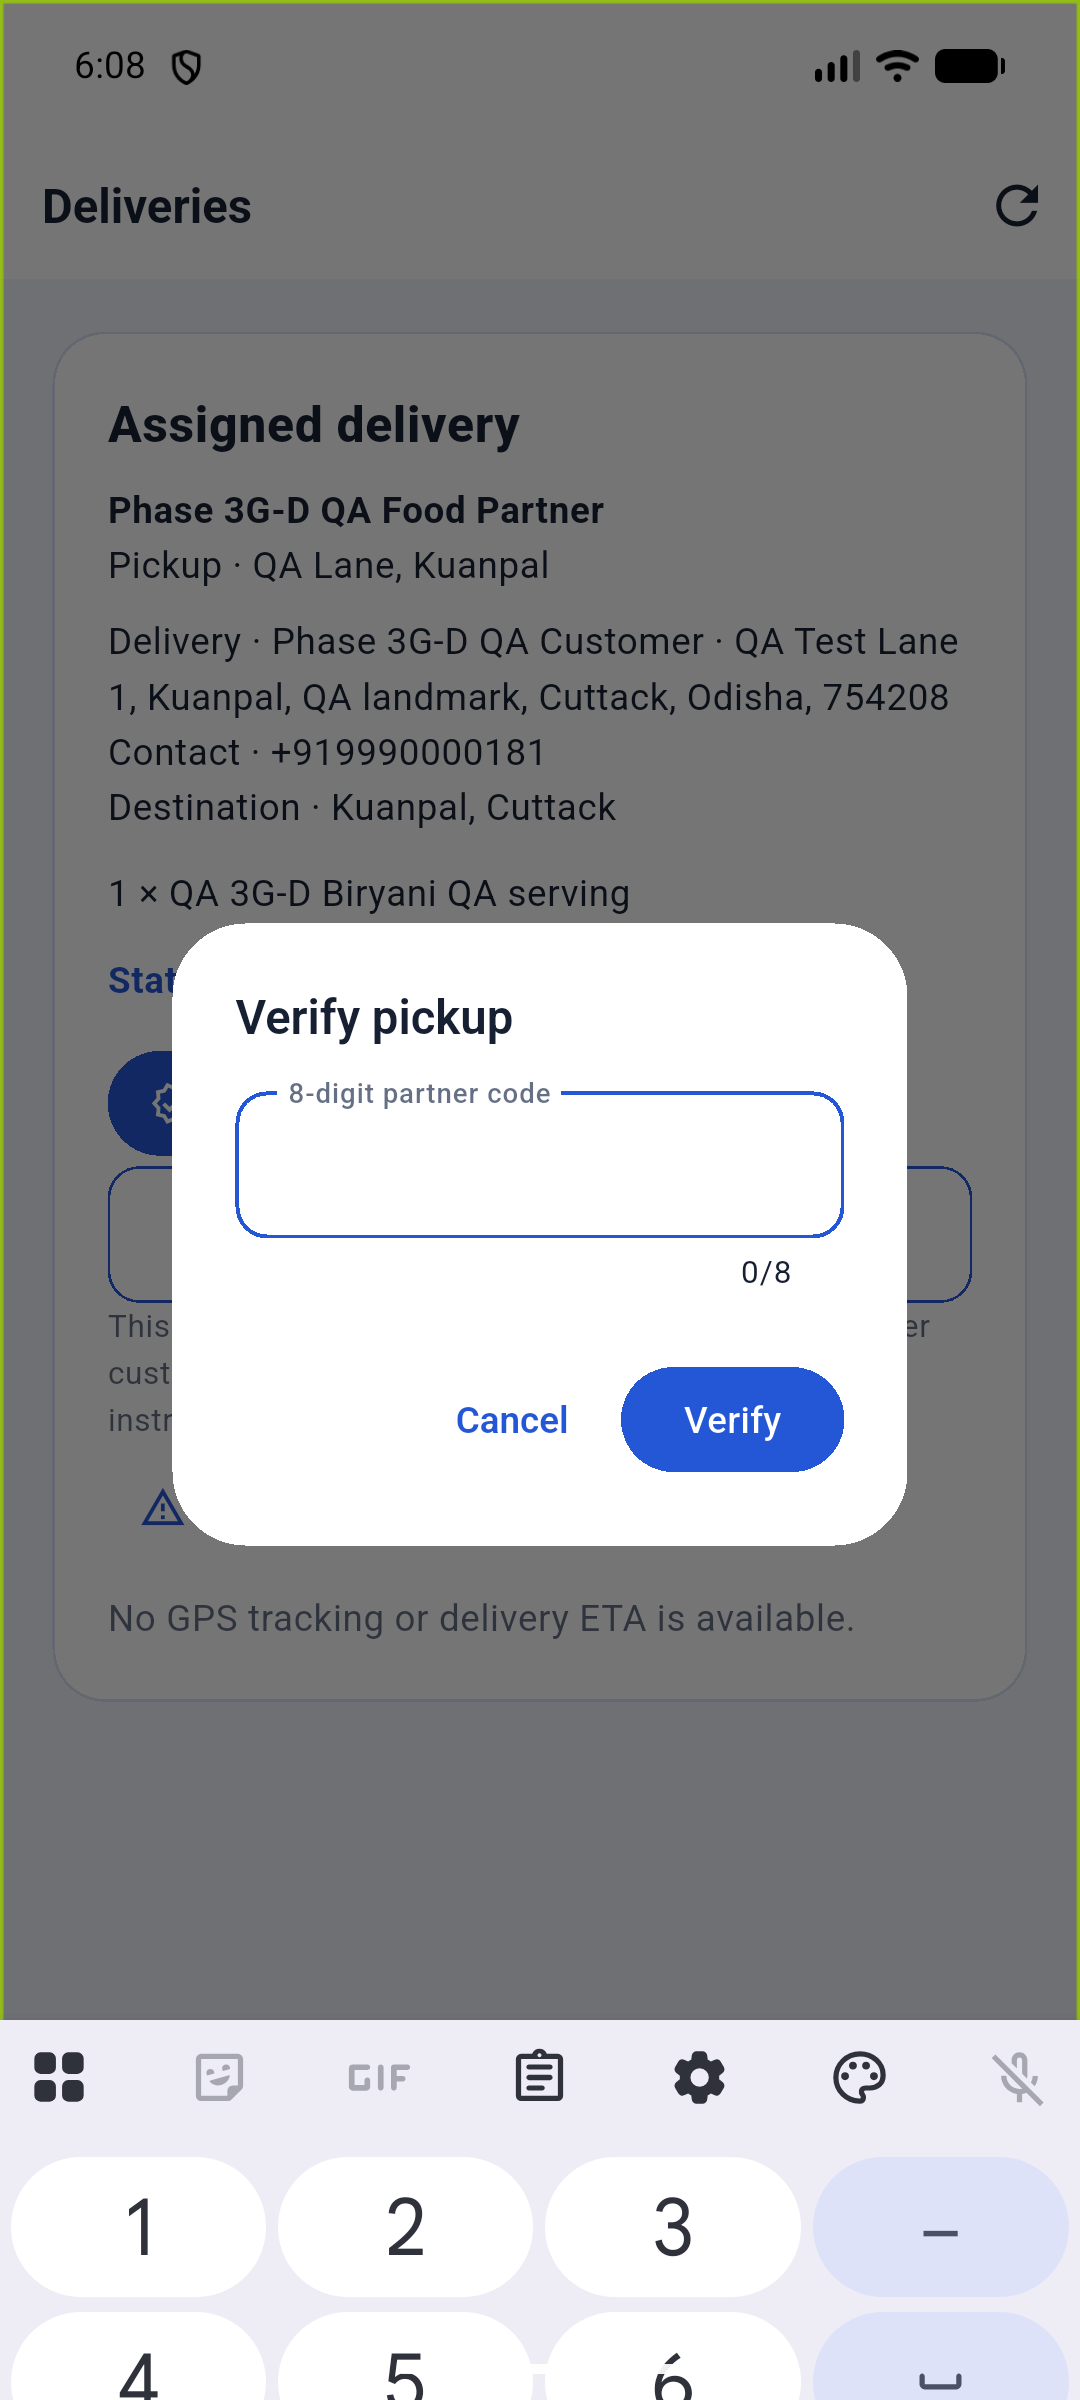 6:08
Deliveries
Assigned delivery
Phase 3G-D QA Food Partner
Pickup · QA Lane, Kuanpal
Delivery · Phase 3G-D QA Customer · QA Test Lane
1, Kuanpal, QA landmark, Cuttack, Odisha, 754208
Contact · +919990000181
Destination · Kuanpal, Cuttack
1 × QA 3G-D Biryani QA serving
Verify pickup
8-digit partner code
0/8
This
Cancel Verify
No GPS tracking or delivery ETA is available.
GIF
1 2 3 –
4 5 6